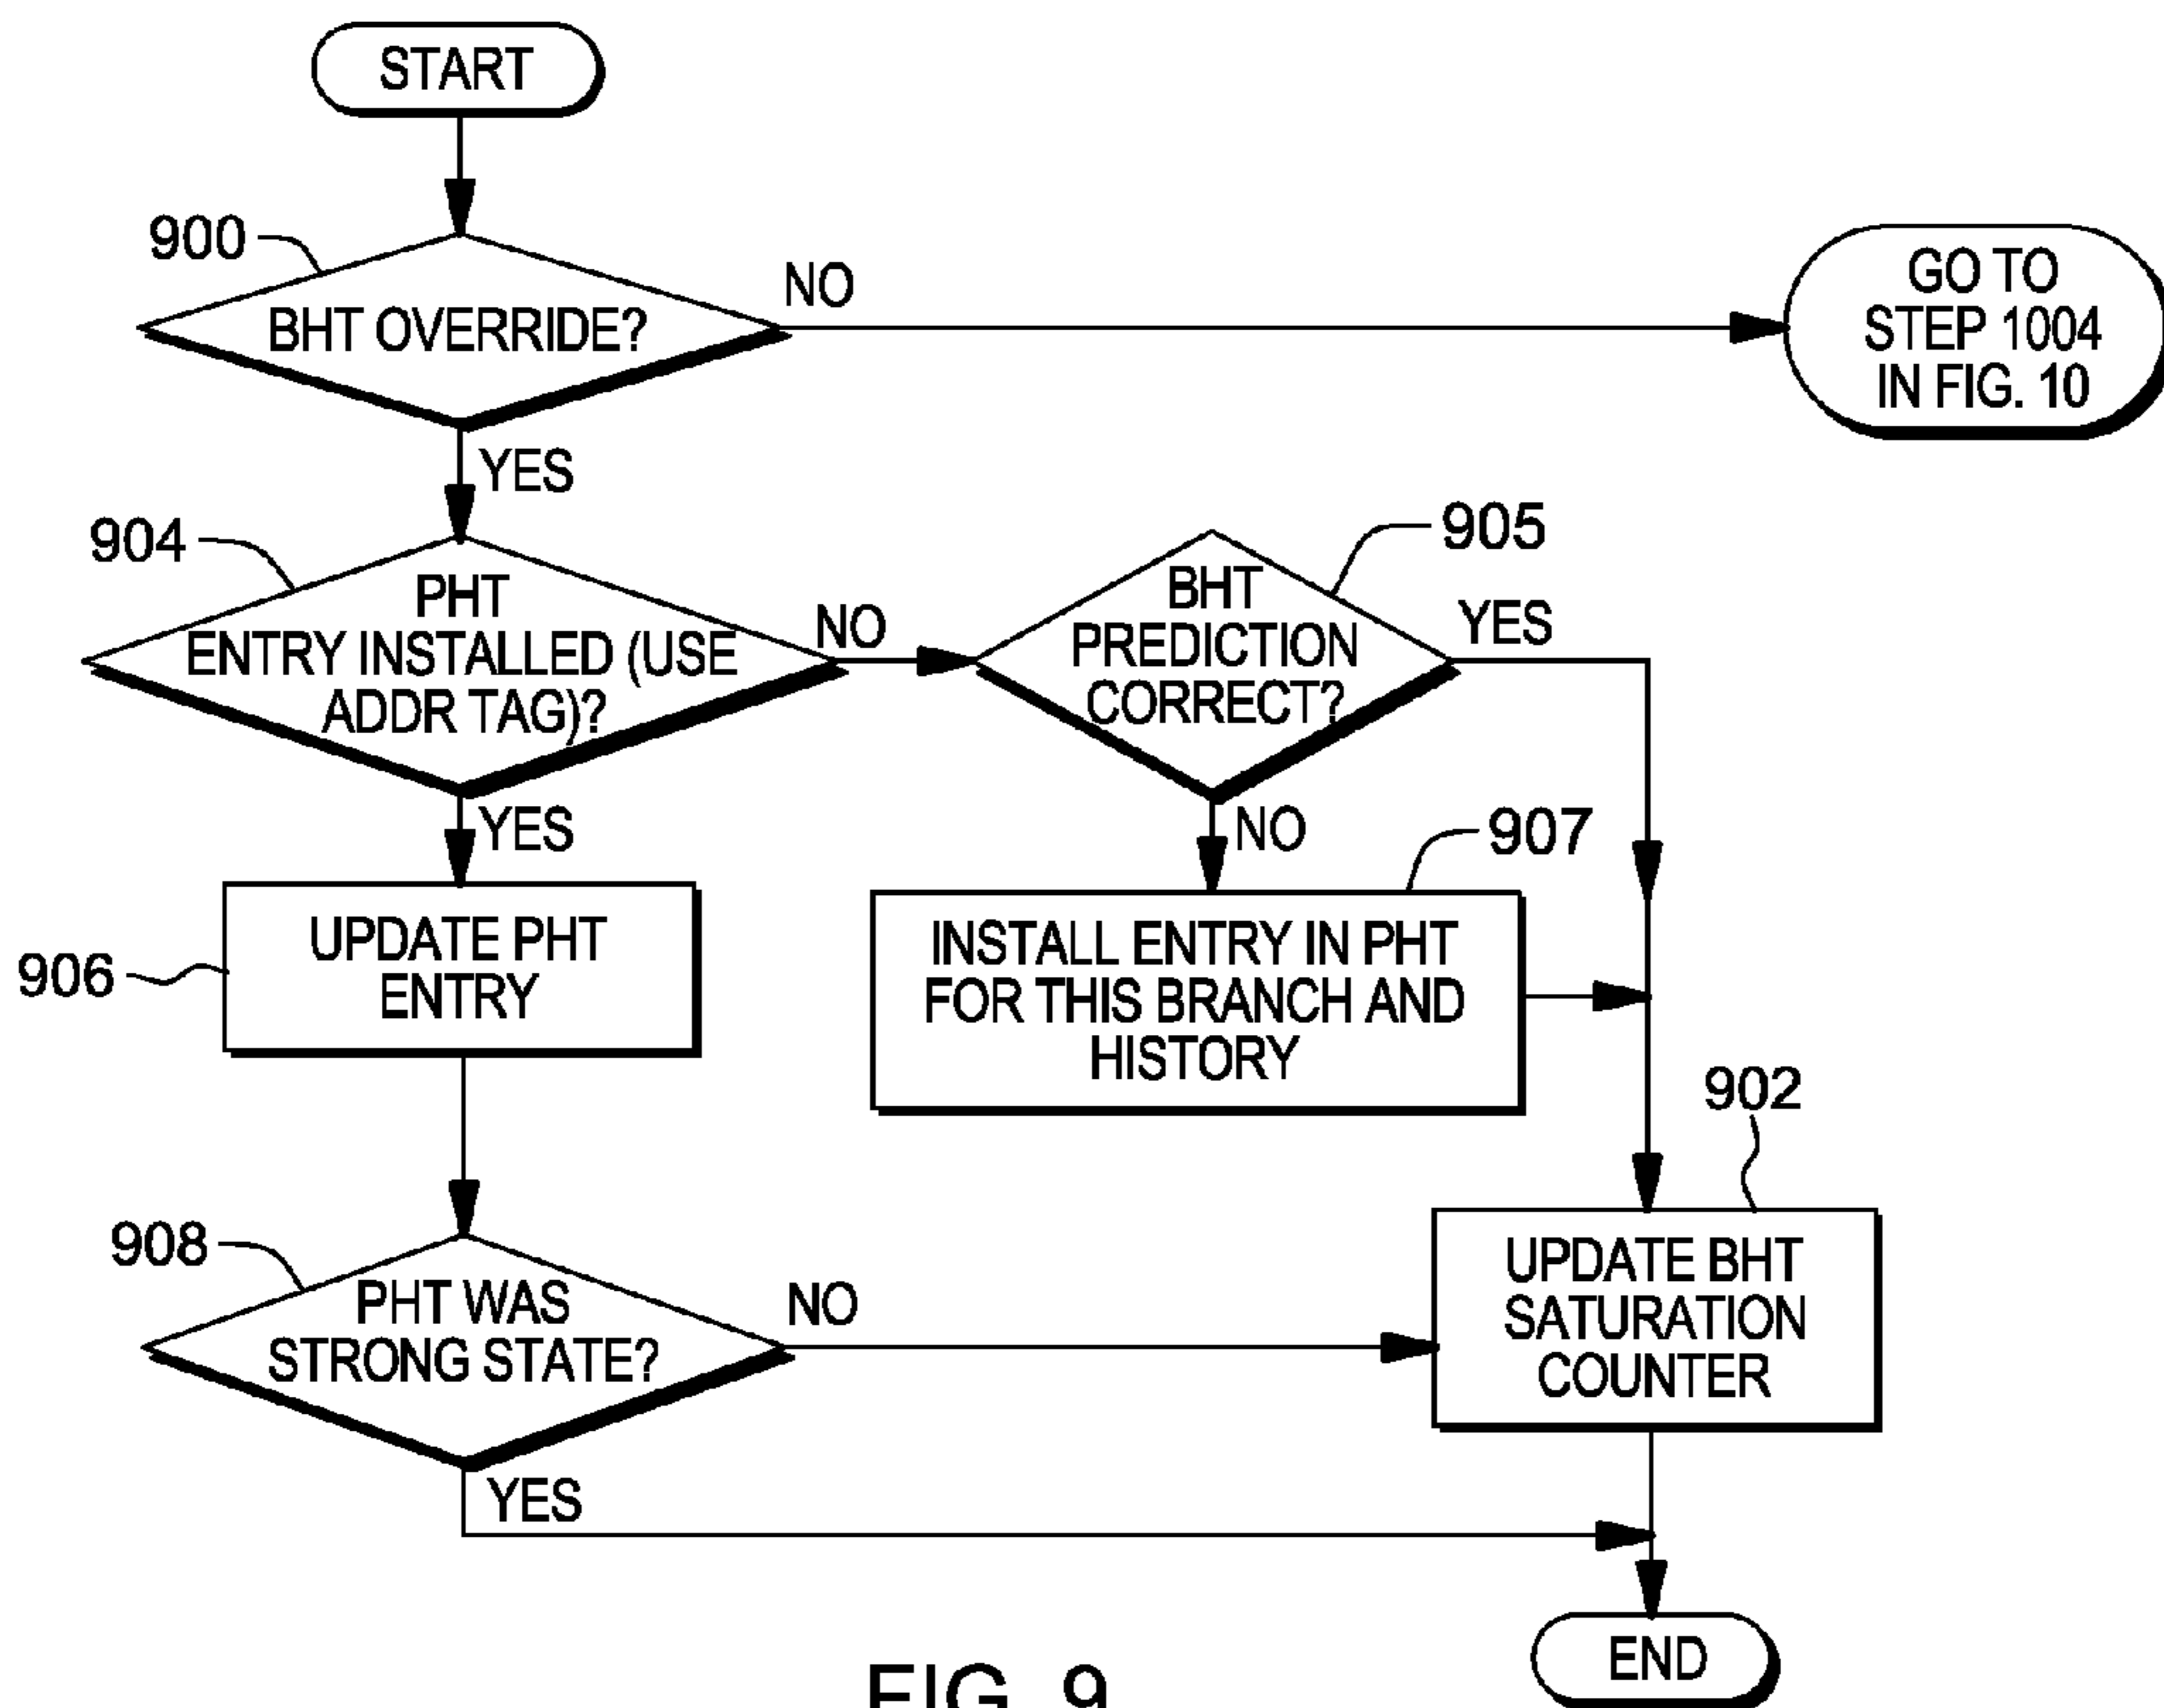 START
900
BHT OVERRIDE?
NO
GO TO
STEP 1004
IN FIG. 10
YES
904
PHT
ENTRY INSTALLED (USE
ADDR TAG)?
NO
905
BHT
PREDICTION
CORRECT?
YES
YES
NO
907
906
UPDATE PHT
ENTRY
INSTALL ENTRY IN PHT
FOR THIS BRANCH AND
HISTORY
902
908
PHT WAS
STRONG STATE?
NO
UPDATE BHT
SATURATION
COUNTER
YES
END
FIG. 9